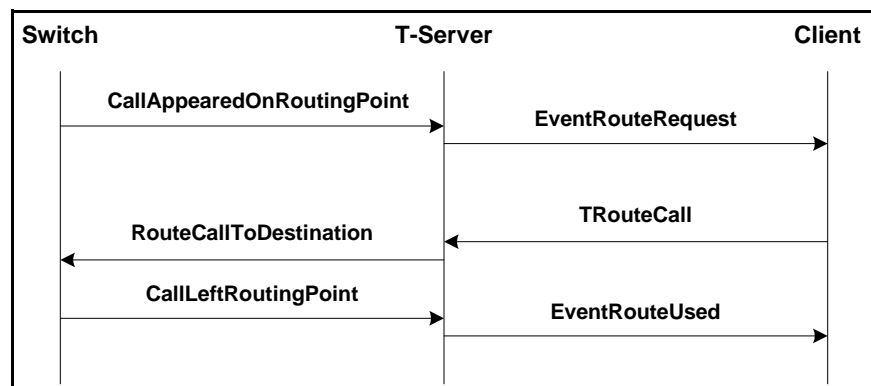 Switch T-Server Client
CallAppearedOnRoutingPoint
EventRouteRequest
TRouteCall
RouteCallToDestination
CallLeftRoutingPoint
EventRouteUsed